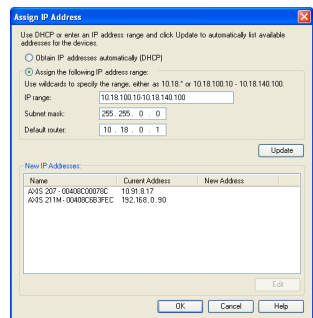 Assign IP Address
Use DHCP or enter an IP address range and click Update to automatically list available
addresses for the devices.
Obtain IP addresses automatically (DHCP)
Assign the following IP address range:
Use wildcards to specify the range, either as 10.18.* or 10.18.100.10 - 10.18.140.100.
IP range: 10.18.100.10-10.18.140.100
Subnet mask: 255. 255. 0 . 0
Default router: 10 . 18 . 0 . 1
Update
New IP Addresses:
Name Current Address New Address
AXIS 207 - 00408C00078C 10.91.8.17
AXIS 211M - 00408C6B3FEC 192.168.0.90
Edit
OK Cancel Help